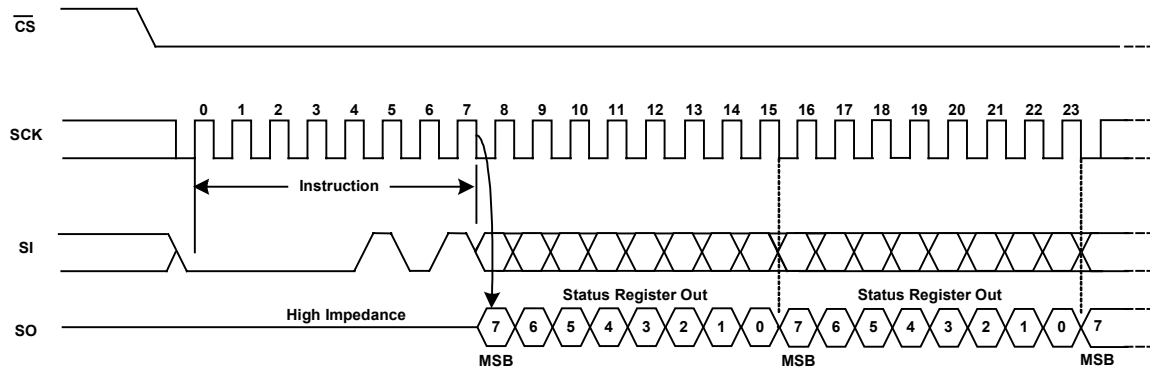 CS
0 1 2 3 4 5 6 7 8 9 10 11 12 13 14 15 16 17 18 19 20 21 22 23
SCK
Instruction
SI
Status Register Out Status Register Out
High Impedance
SO 7 6 5 4 3 2 1 0 7 6 5 4 3 2 1 0 7
MSB MSB MSB